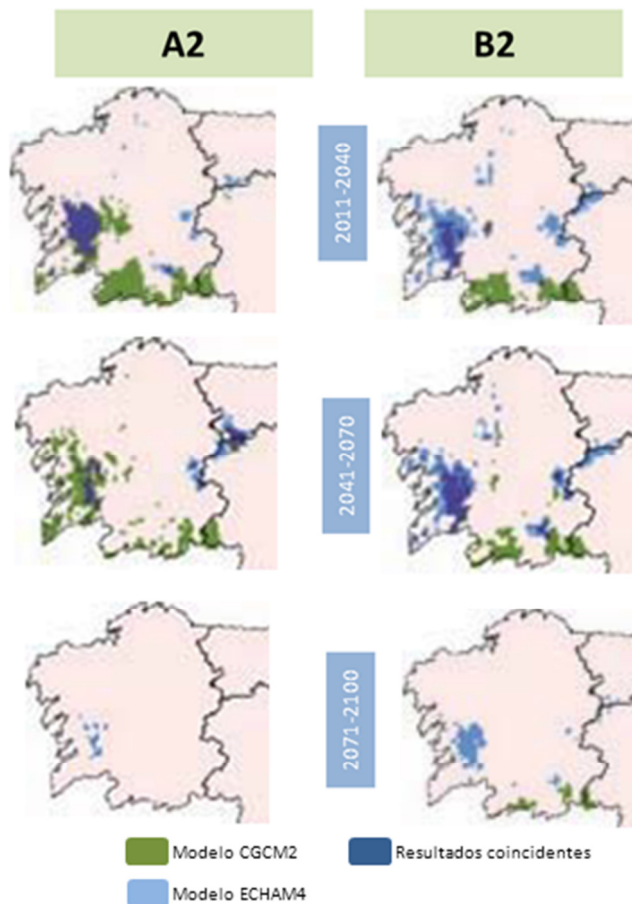 A2
B2
2011-2040
2041-2070
2071-2100
Modelo CGCM2
Resultados coincidentes
Modelo ECHAM4